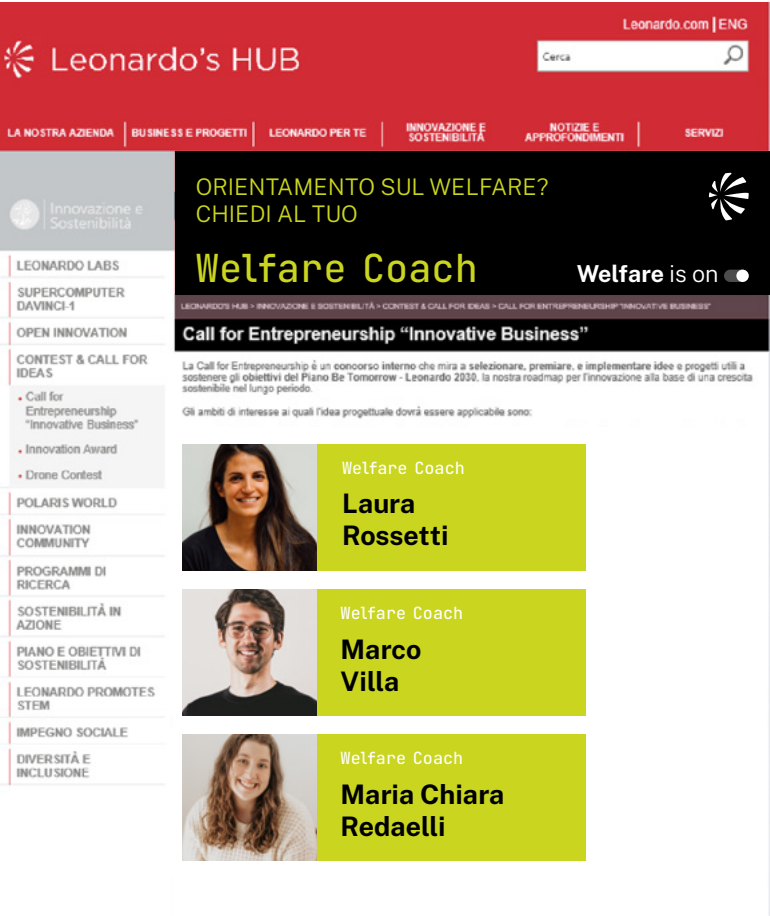 Leonardo.com | ENG
Leonardo's HUB
Cerca
LA NOSTRA AZIENDA
BUSINESS E PROGETTI
LEONARDO PER TE
INNOVAZIONE E
SOSTENIBILITÀ
NOTIZIE E
APPROFONDIMENTI
SERVIZI
Innovazione e
Sostenibilità
LEONARDO LABS
SUPERCOMPUTER
DAVINCI-1
OPEN INNOVATION
CONTEST & CALL FOR
IDEAS
• Call for
Entrepreneurship
"Innovative Business"
• Innovation Award
• Drone Contest
POLARIS WORLD
INNOVATION
COMMUNITY
PROGRAMMI DI
RICERCA
SOSTENIBILITÀ IN
AZIONE
PIANO E OBIETTIVI DI
SOSTENIBILITÀ
LEONARDO PROMOTES
STEM
IMPEGNO SOCIALE
DIVERSITÀ E
INCLUSIONE
ORIENTAMENTO SUL WELFARE?
CHIEDI AL TUO
Welfare Coach
Welfare is on
LEONARDO'S HUB > INNOVAZIONE E SOSTENIBILITÀ > CONTEST & CALL FOR IDEAS > CALL FOR ENTREPRENEURSHIP "INNOVATIVE BUSINESS"
Call for Entrepreneurship “Innovative Business”
La Call for Entrepreneurship è un concorso interno che mira a selezionare, premiare, e implementare idee e progetti utili a
sostenere gli obiettivi del Piano Be Tomorrow - Leonardo 2030, la nostra roadmap per l'innovazione alla base di una crescita
sostenibile nel lungo periodo.
Gli ambiti di interesse ai quali l'idea progettuale dovrà essere applicabile sono:
Welfare Coach
Laura
Rossetti
Welfare Coach
Marco
Villa
Welfare Coach
Maria Chiara
Redaelli